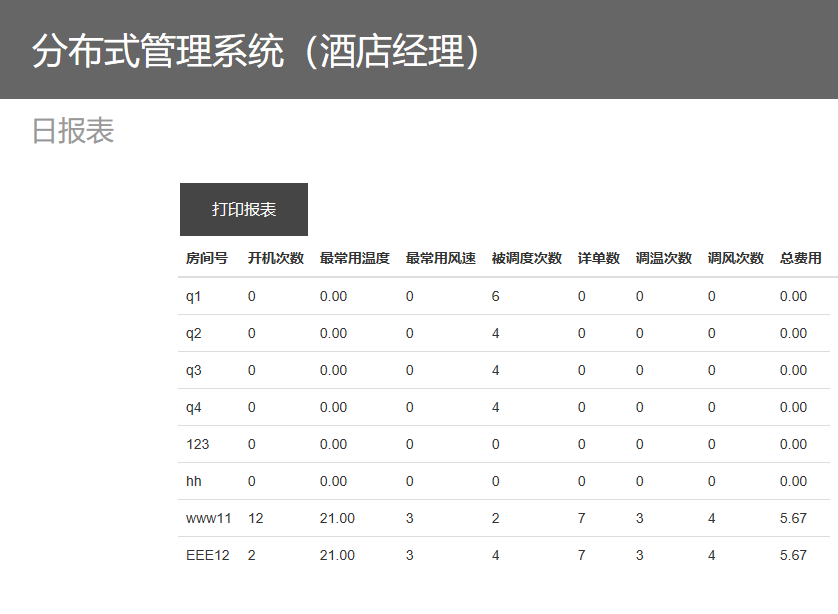 分布式管理系统（酒店经理）
日报表
打印报表
房间号 开机次数 最常用温度 最常用风速 被调度次数 详单数 调温次数 调风次数 总费用
q1 0 0.00 0 6 0 0 0 0.00
q2 0 0.00 0 4 0 0 0 0.00
q3 0 0.00 0 4 0 0 0 0.00
q4 0 0.00 0 4 0 0 0 0.00
123 0 0.00 0 0 0 0 0 0.00
hh 0 0.00 0 0 0 0 0 0.00
www11 12 21.00 3 2 7 3 4 5.67
EEE12 2 21.00 3 4 7 3 4 5.67